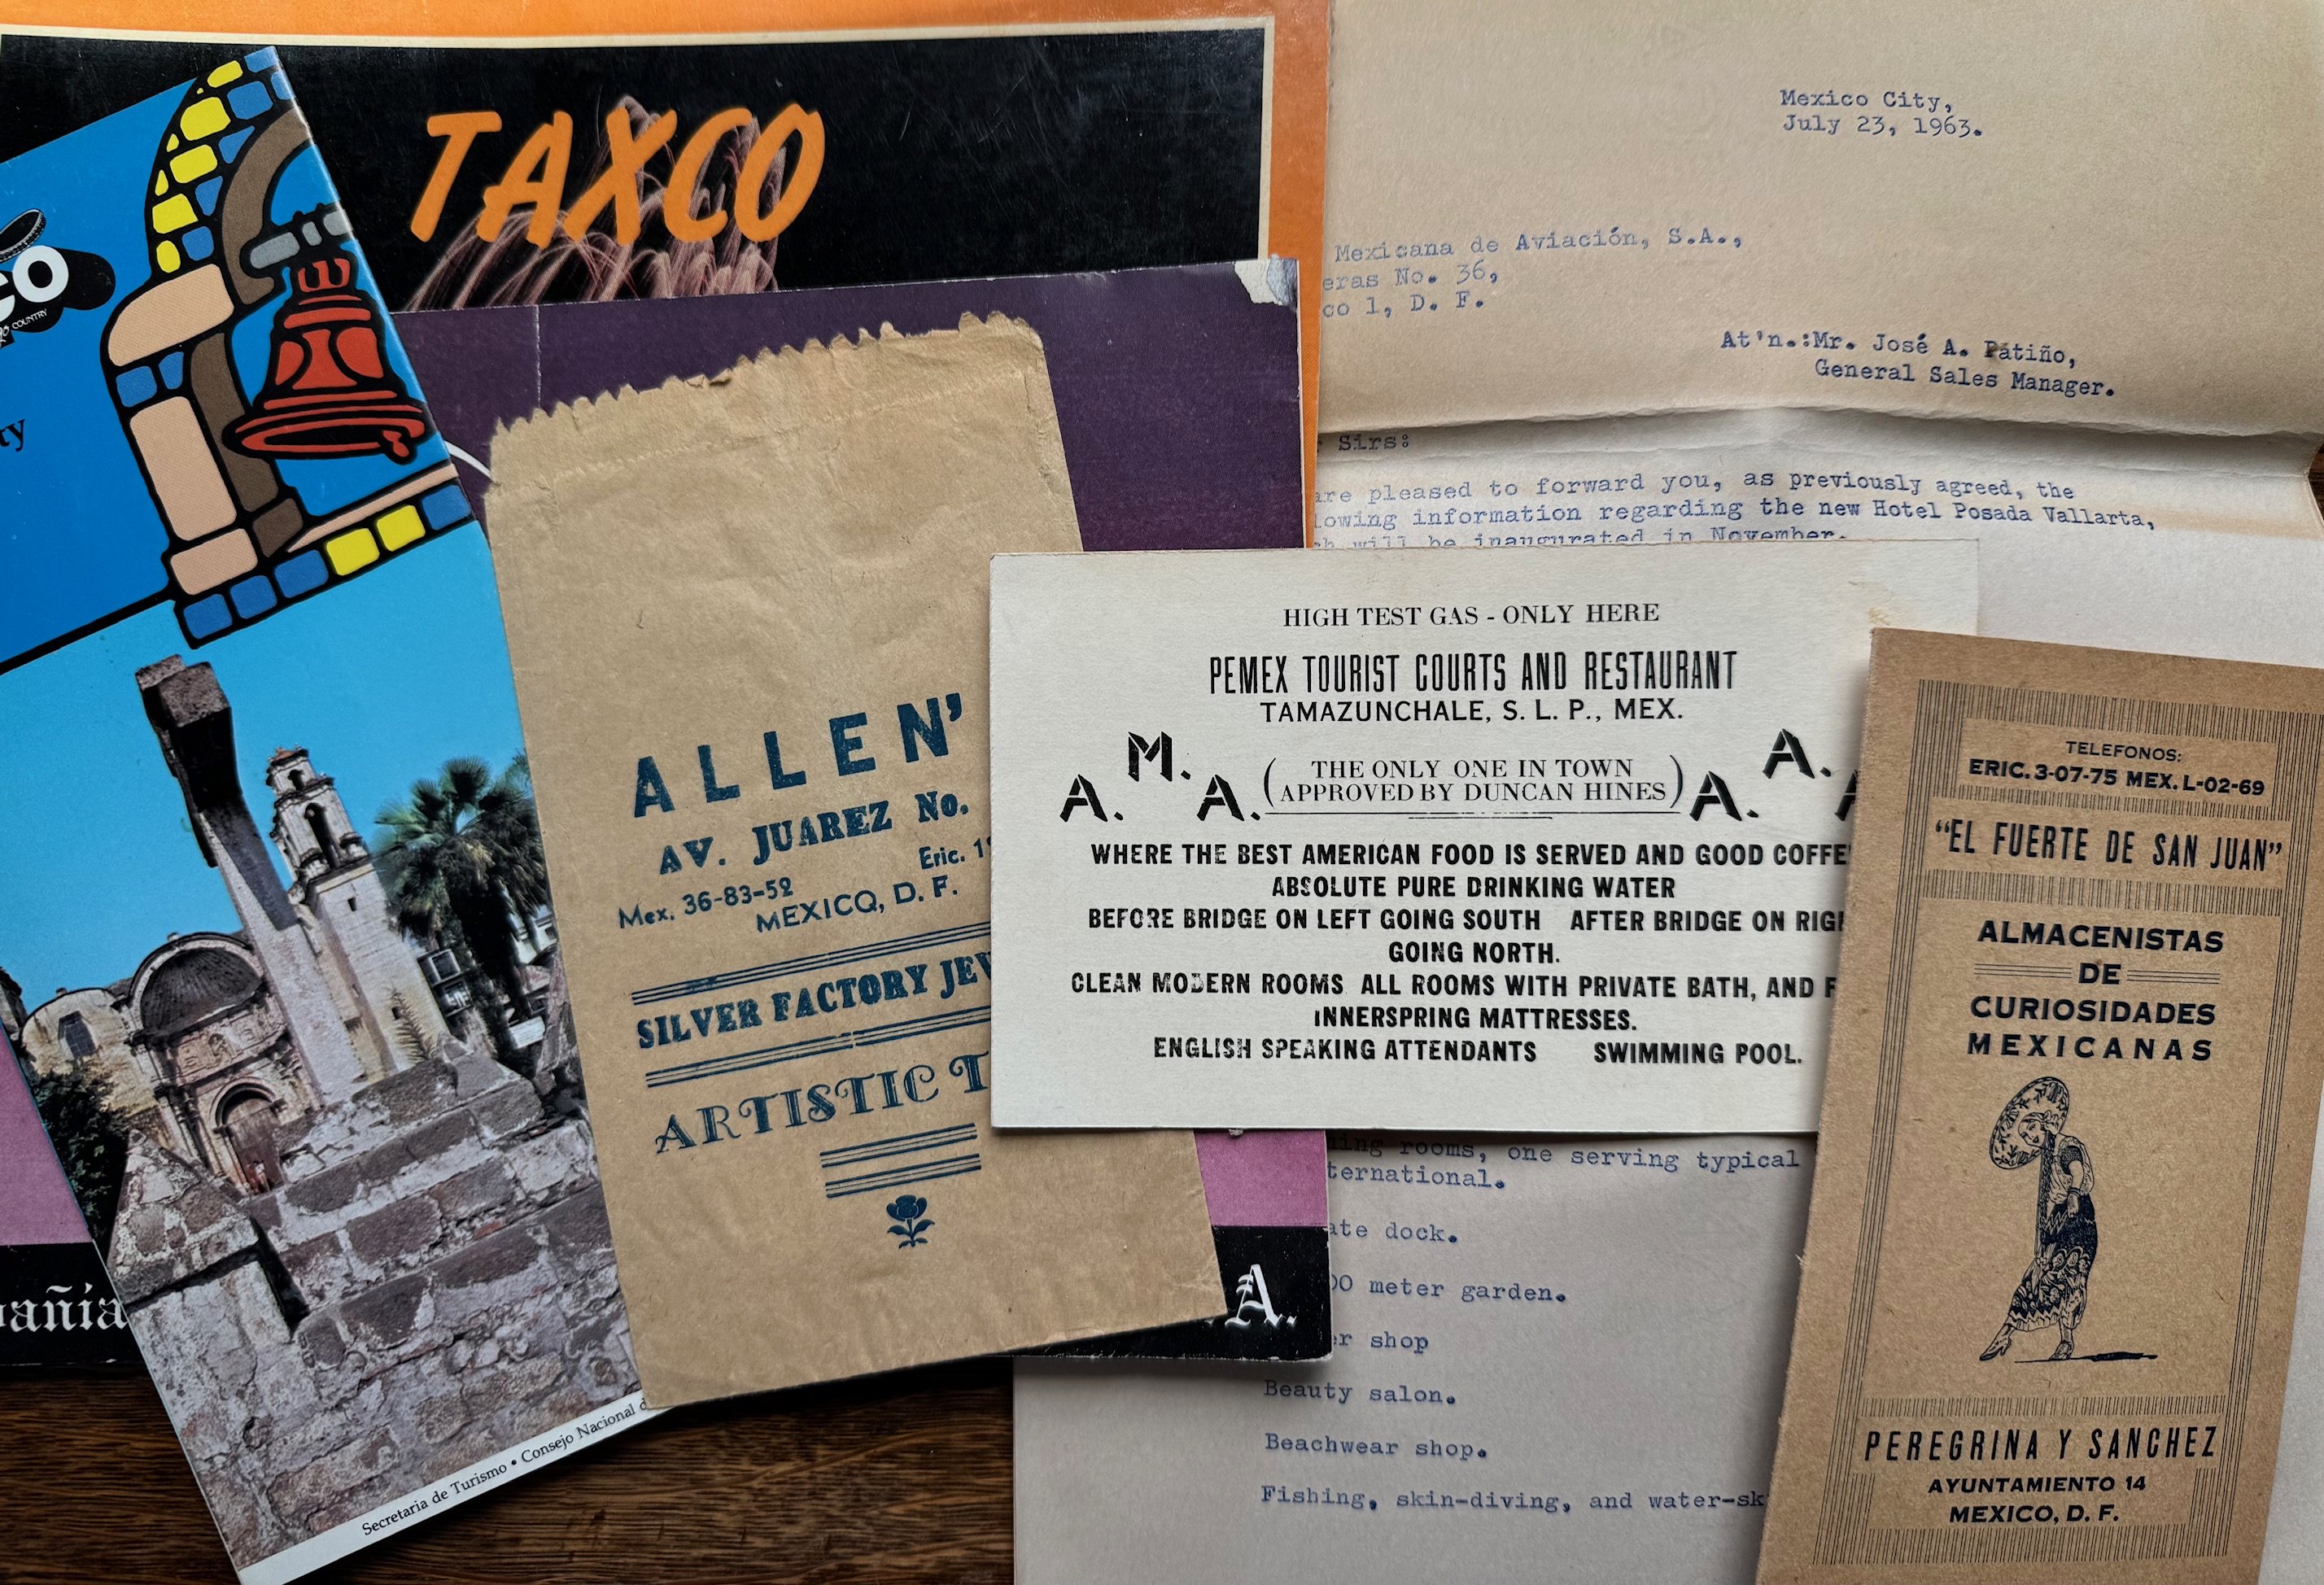 TAXCO
CO
COUNTRY
ty
Secretaria de Turismo • Consejo Nacional
A.
ALLEN'
AV. JUAREZ No.
Eric.
Mex. 36-83-52
MEXICO, D. F.
SILVER FACTORY
ARTISTIC
Mexico City,
July 23, 1963.
Mexicana de Aviación, S.A.,
No. 36,
1, D. F.
At'n.:Mr. José A. Patiño,
General Sales Manager.
Sirs:
are pleased to forward you, as previously agreed, the
information regarding the new Hotel Posada Vallarta,
will be inaugurated in November.
rooms, one serving typical
dock.
meter garden.
shop
Beauty salon.
Beachwear shop.
Fishing, skin-diving, and
HIGH TEST GAS - ONLY HERE
PEMEX TOURIST COURTS AND RESTAURANT
TAMAZUNCHALE, S. L. P., MEX.
A. M. A. (THE ONLY ONE IN TOWN A. A.
APPROVED BY DUNCAN HINES)
WHERE THE BEST AMERICAN FOOD IS SERVED AND GOOD COFFE
ABSOLUTE PURE DRINKING WATER
BEFORE BRIDGE ON LEFT GOING SOUTH AFTER BRIDGE ON RIG
GOING NORTH.
CLEAN MODERN ROOMS ALL ROOMS WITH PRIVATE BATH, AND
INNERSPRING MATTRESSES.
ENGLISH SPEAKING ATTENDANTS SWIMMING POOL.
TELEFONOS:
ERIC. 3-07-75 MEX. L-02-69
"EL FUERTE DE SAN JUAN"
ALMACENISTAS
DE
CURIOSIDADES
MEXICANAS
PEREGRINA Y SANCHEZ
AYUNTAMIENTO 14
MEXICO, D. F.